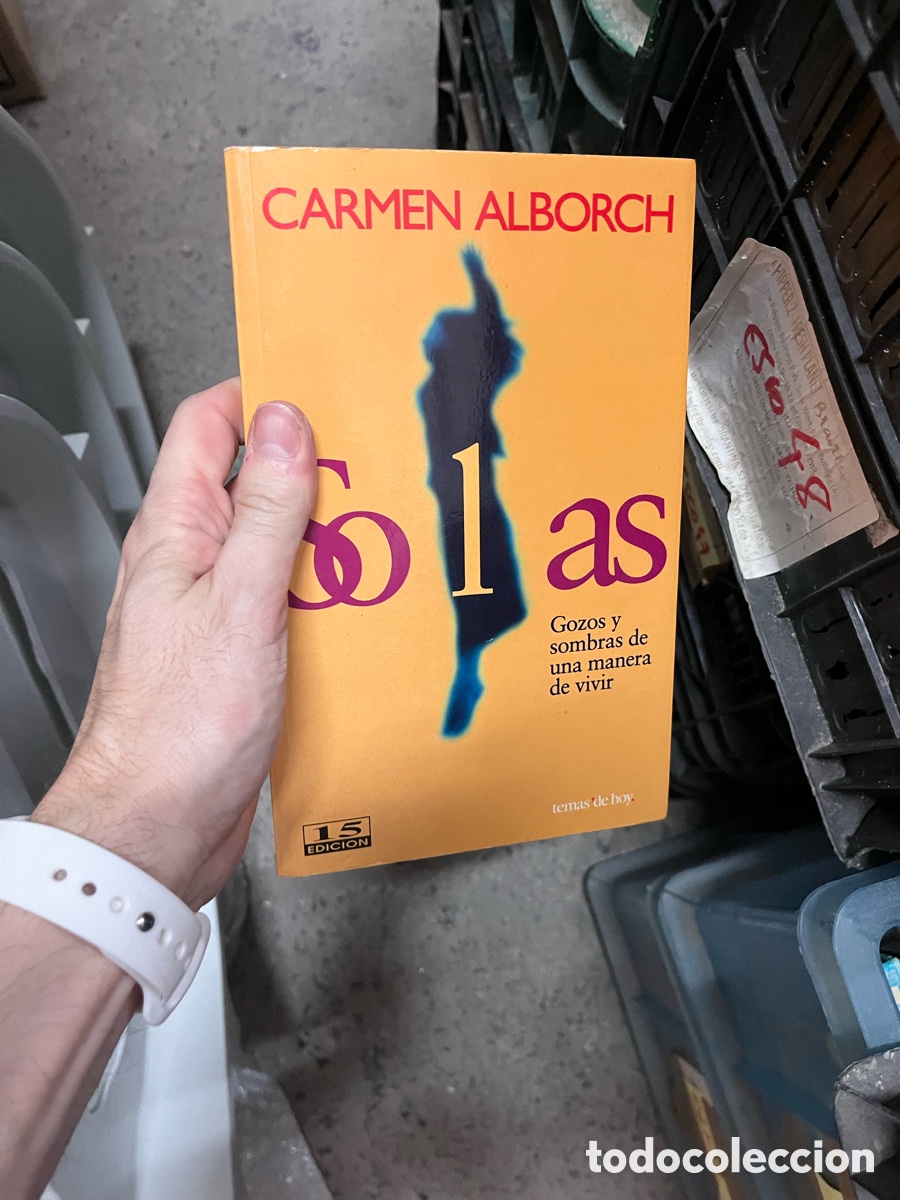 CARMEN ALBORCH
Solas
Gozos y
sombras de
una manera
de vivir
temas de hoy.
15
EDICION
todocoleccion